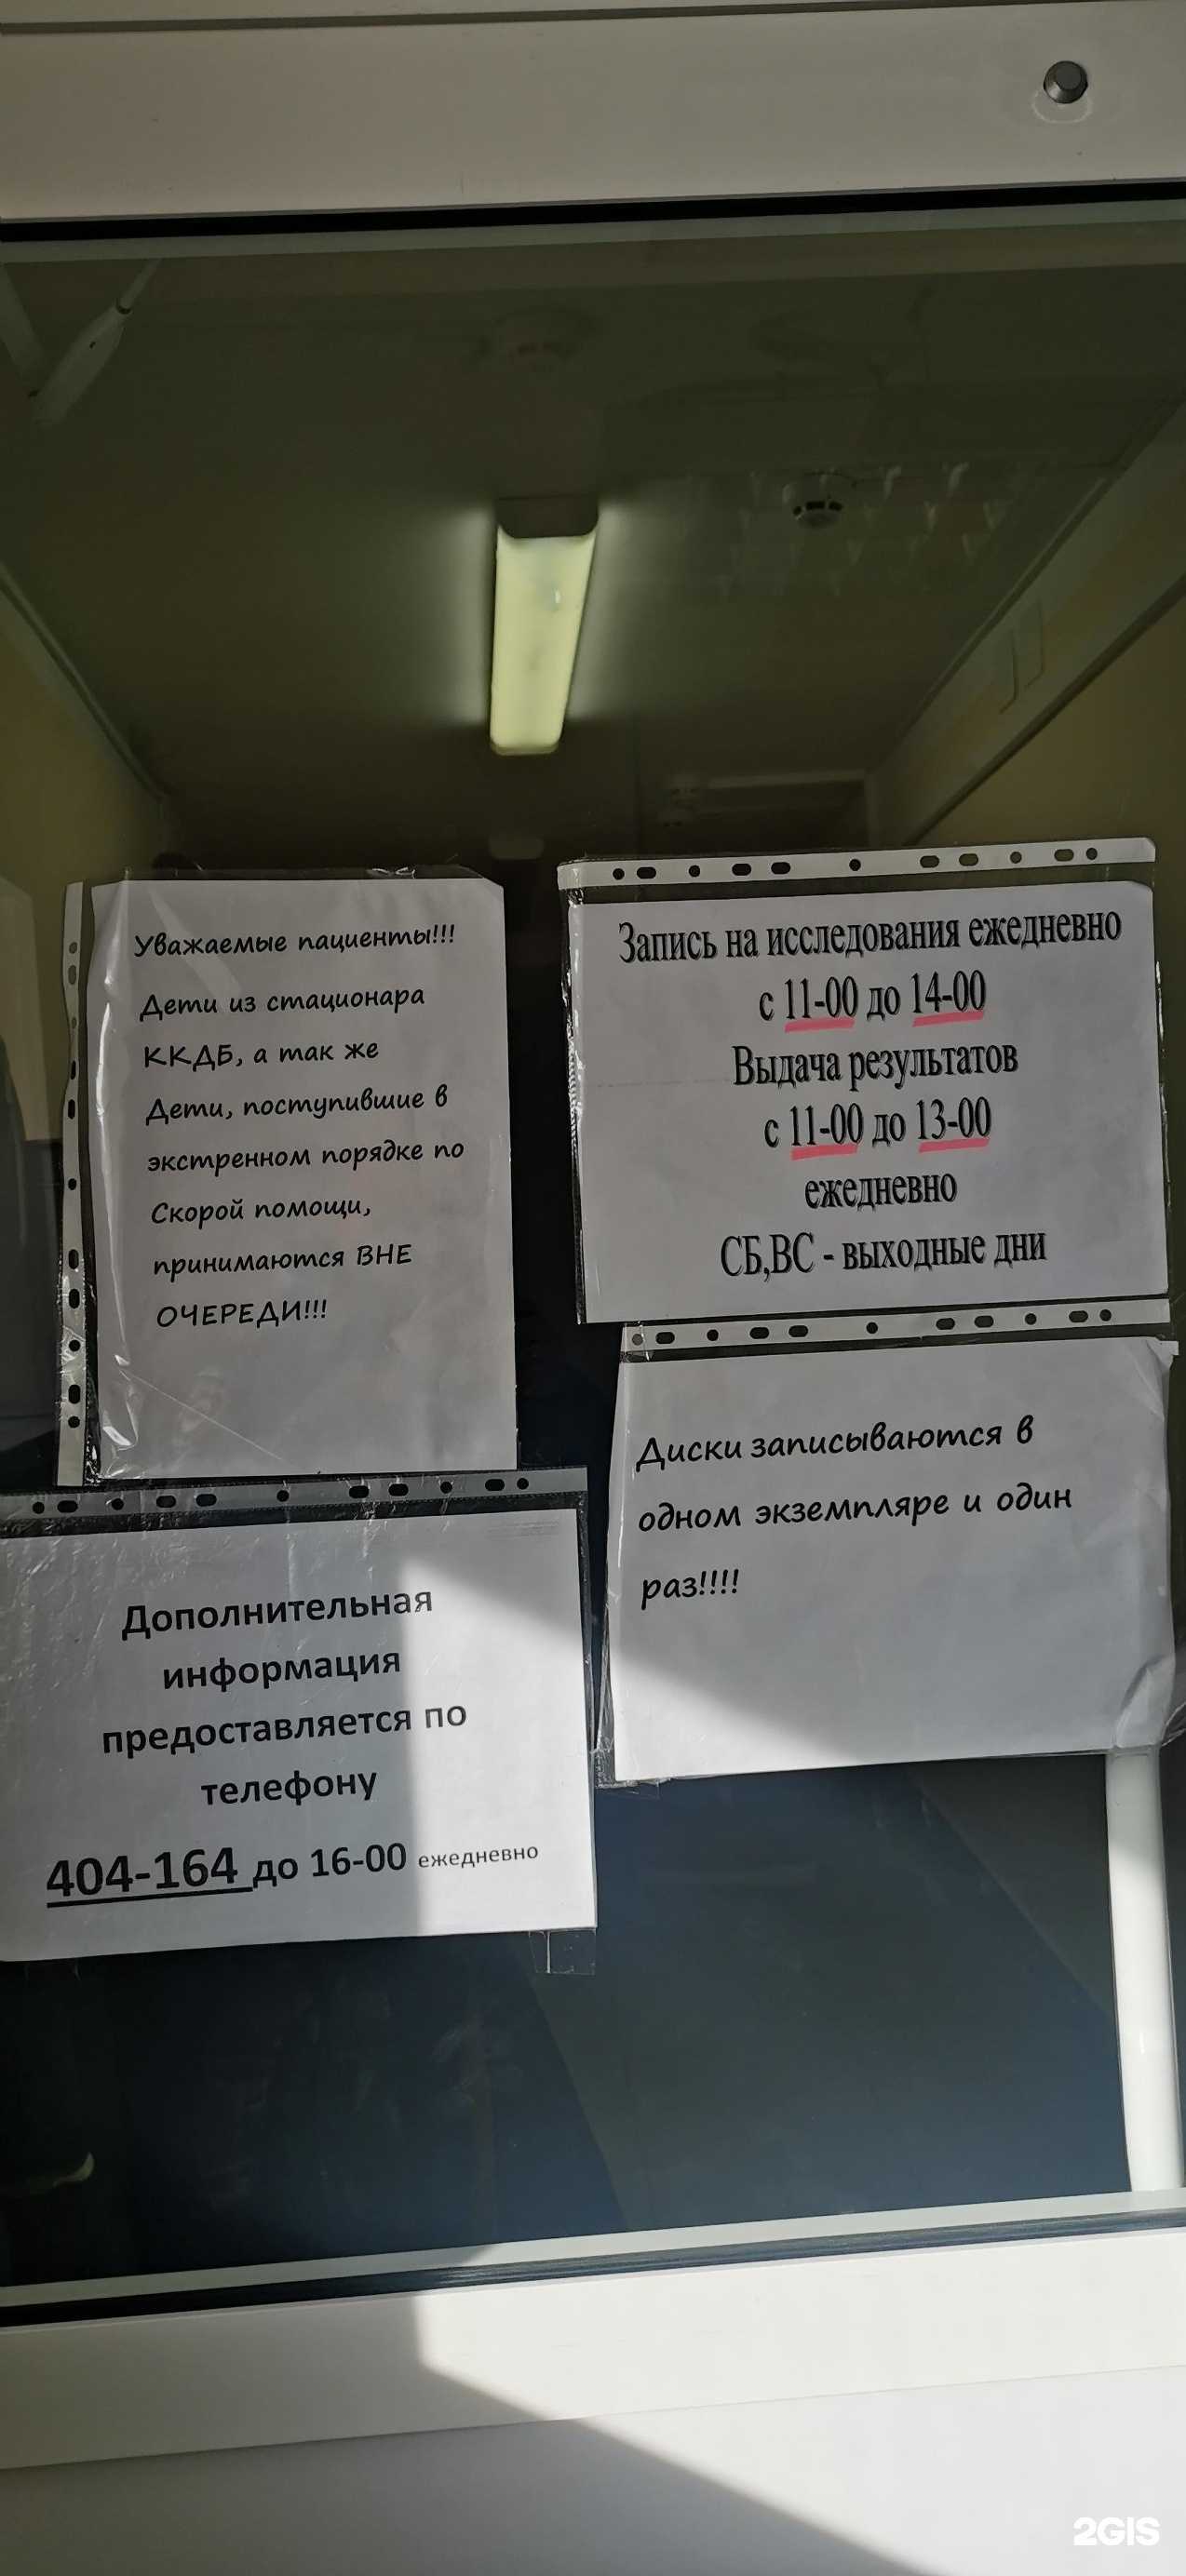 Уважаемые пациенты!!!
Дети из стационара
ККДБ, а так же
Дети, поступившие в
экстренном порядке по
Скорой помощи,
принимаются ВНЕ
ОЧЕРЕДИ!!!
Запись на исследования ежедневно
с 11-00 до 14-00
Выдача результатов
с 11-00 до 13-00
ежедневно
СБ,ВС - выходные дни
Диски записываются в
одном экземпляре и один
раз!!!!
Дополнительная
информация
предоставляется по
телефону
404-164 до 16-00 ежедневно
2GIS